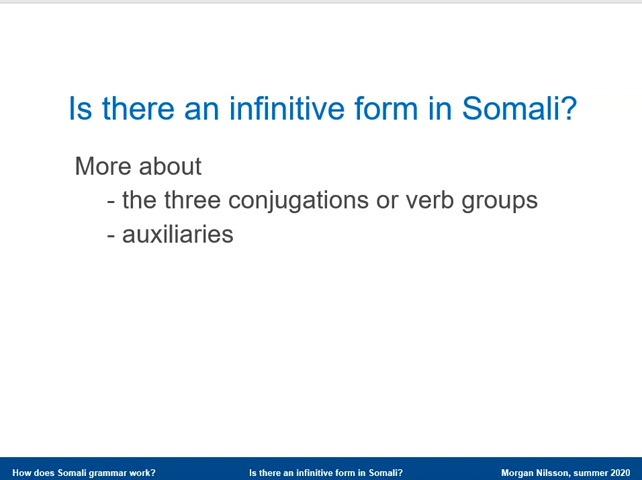 Is there an infinitive form in Somali?
More about
- the three conjugations or verb groups
- auxiliaries
How does Somali grammar work? Is there an infinitive form in Somali? Morgan Nilsson, summer 2020